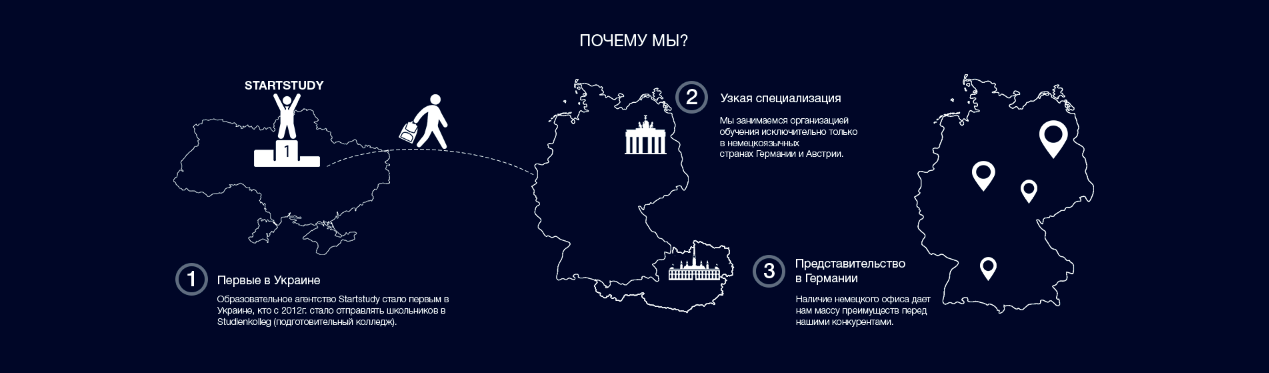 ПОЧЕМУ МЫ?
STARTSTUDY
1
1
Первые в Украине
Образовательное агентство Startstudy стало первым в
Украине, кто с 2012г. стало отправлять школьников в
Studienkolleg (подготовительный колледж).
2
Узкая специализация
Мы занимаемся организацией
обучения исключительно только
в немецкоязычных
странах Германии и Австрии.
3
Представительство
в Германии
Наличие немецкого офиса дает
нам массу преимуществ перед
нашими конкурентами.